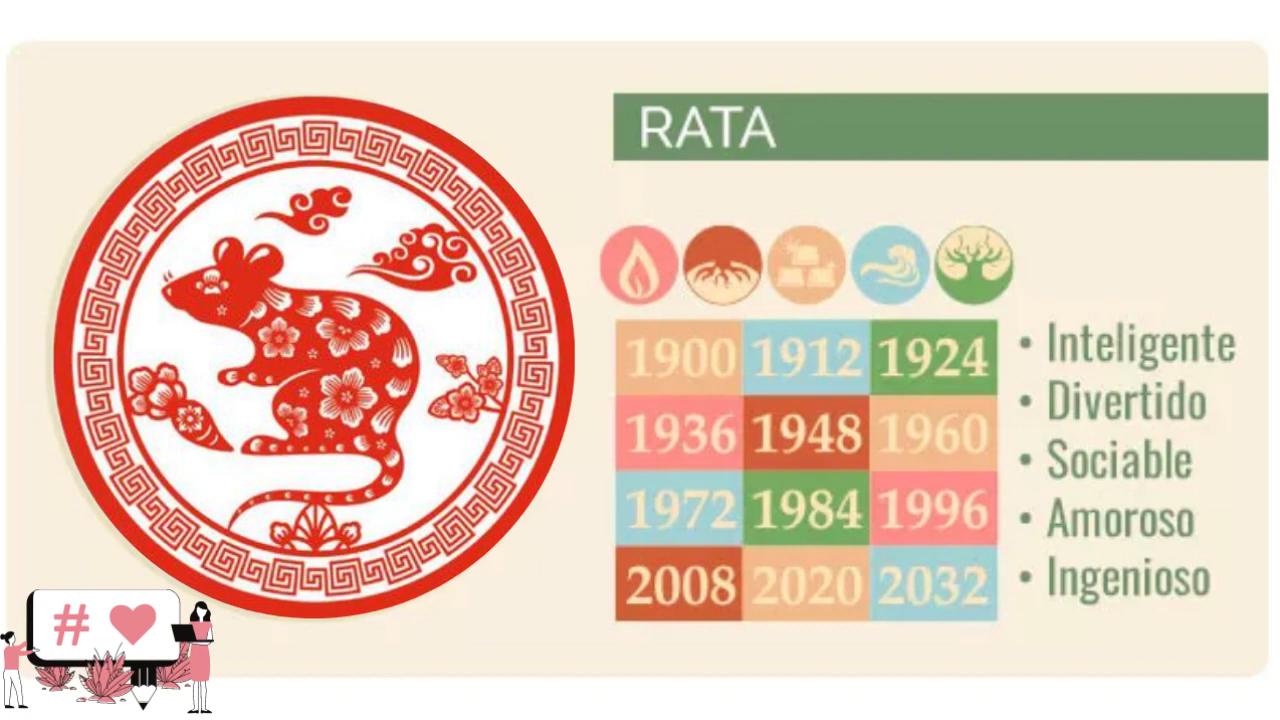 RATA
1900 1912 1924
1936 1948 1960
1972 1984 1996
2008 2020 2032
• Inteligente
• Divertido
• Sociable
• Amoroso
• Ingenioso
#